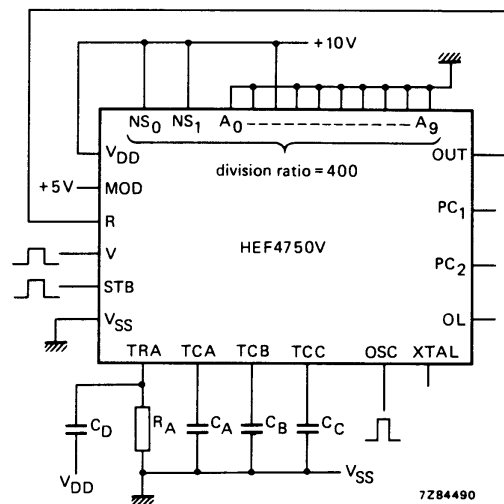 +10V
NS0 NS1 A0 ---------- A9
VDD
division ratio = 400
OUT
+5V MOD
R
PC1
HEF4750V
V
PC2
STB
OL
VSS
TRA TCA TCB TCC OSC XTAL
CD RA CA CB CC
VDD VSS
7Z84490